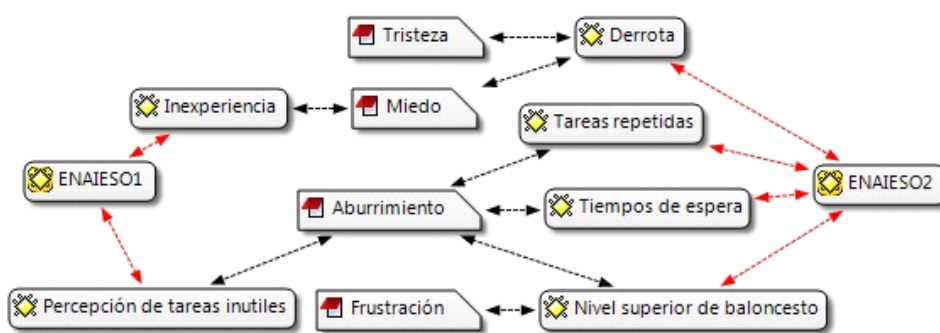 Tristeza
Derrota
Inexperiencia
Miedo
Tareas repetidas
ENAIESO1
ENAIESO2
Aburrimiento
Tiempos de espera
Percepción de tareas inutiles
Frustración
Nivel superior de baloncesto